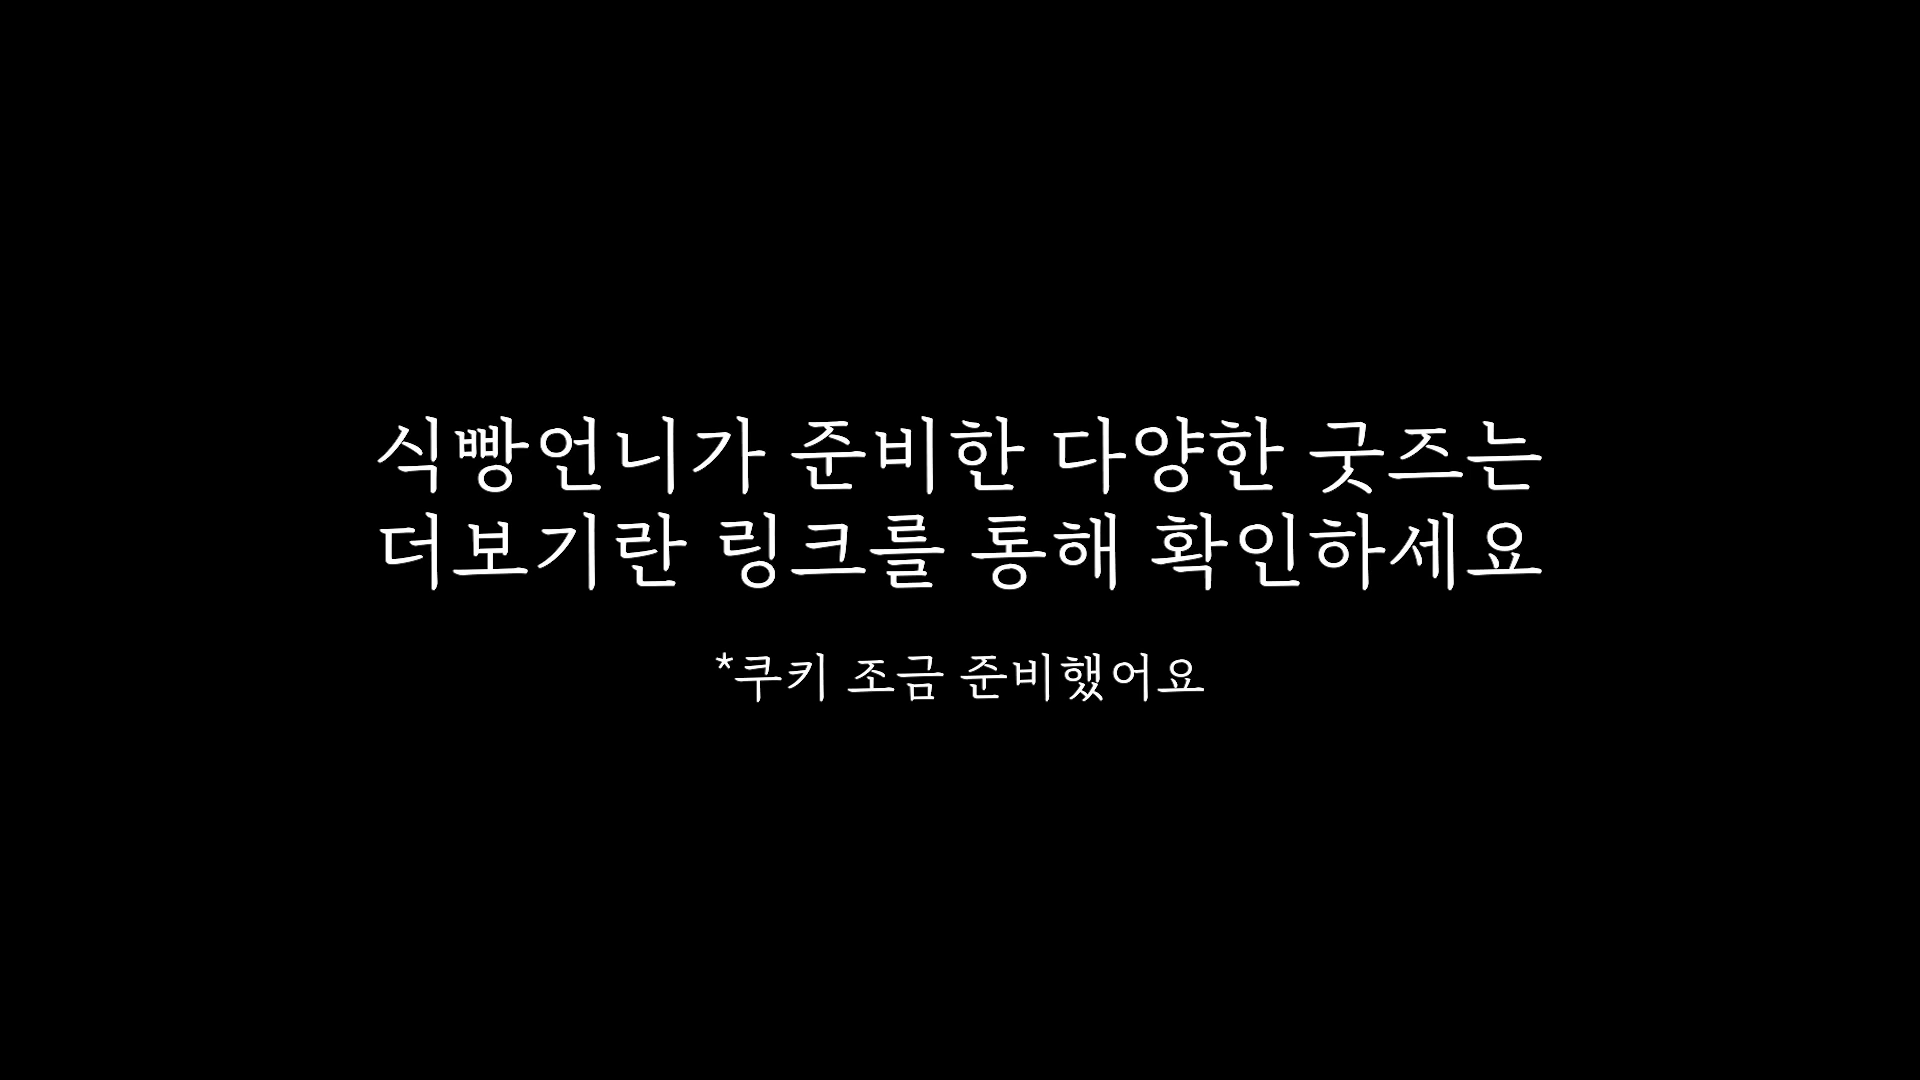 식빵언니가 준비한 다양한 굿즈는
더보기란 링크를 통해 확인하세요
*쿠키 조금 준비했어요